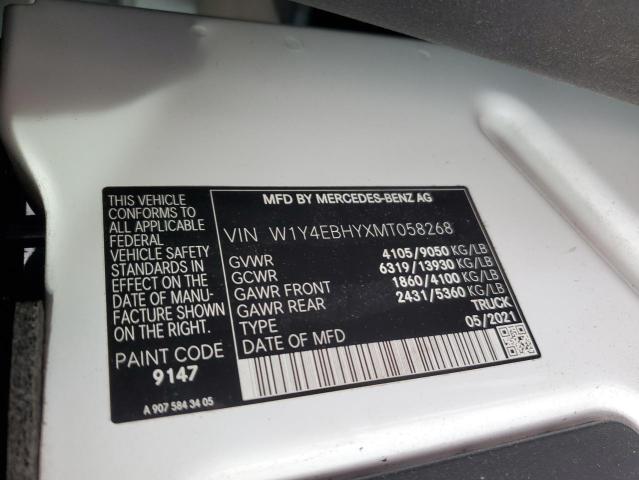 THIS VEHICLE
CONFORMS TO
ALL APPLICABLE
FEDERAL MOTOR
VEHICLE SAFETY
STANDARDS IN
EFFECT ON THE
DATE OF MANU-
FACTURE SHOWN
ON THE RIGHT.
PAINT CODE
9147
A 907 584 34 05
MFD BY MERCEDES-BENZ AG
VIN W1Y4EBHYXMT058268
GVWR 4105/9050 KG/LB
GCWR 6319/13930 KG/LB
GAWR FRONT 1860/4100 KG/LB
GAWR REAR 2431/5360 KG/LB
TYPE TRUCK
DATE OF MFD 05/2021